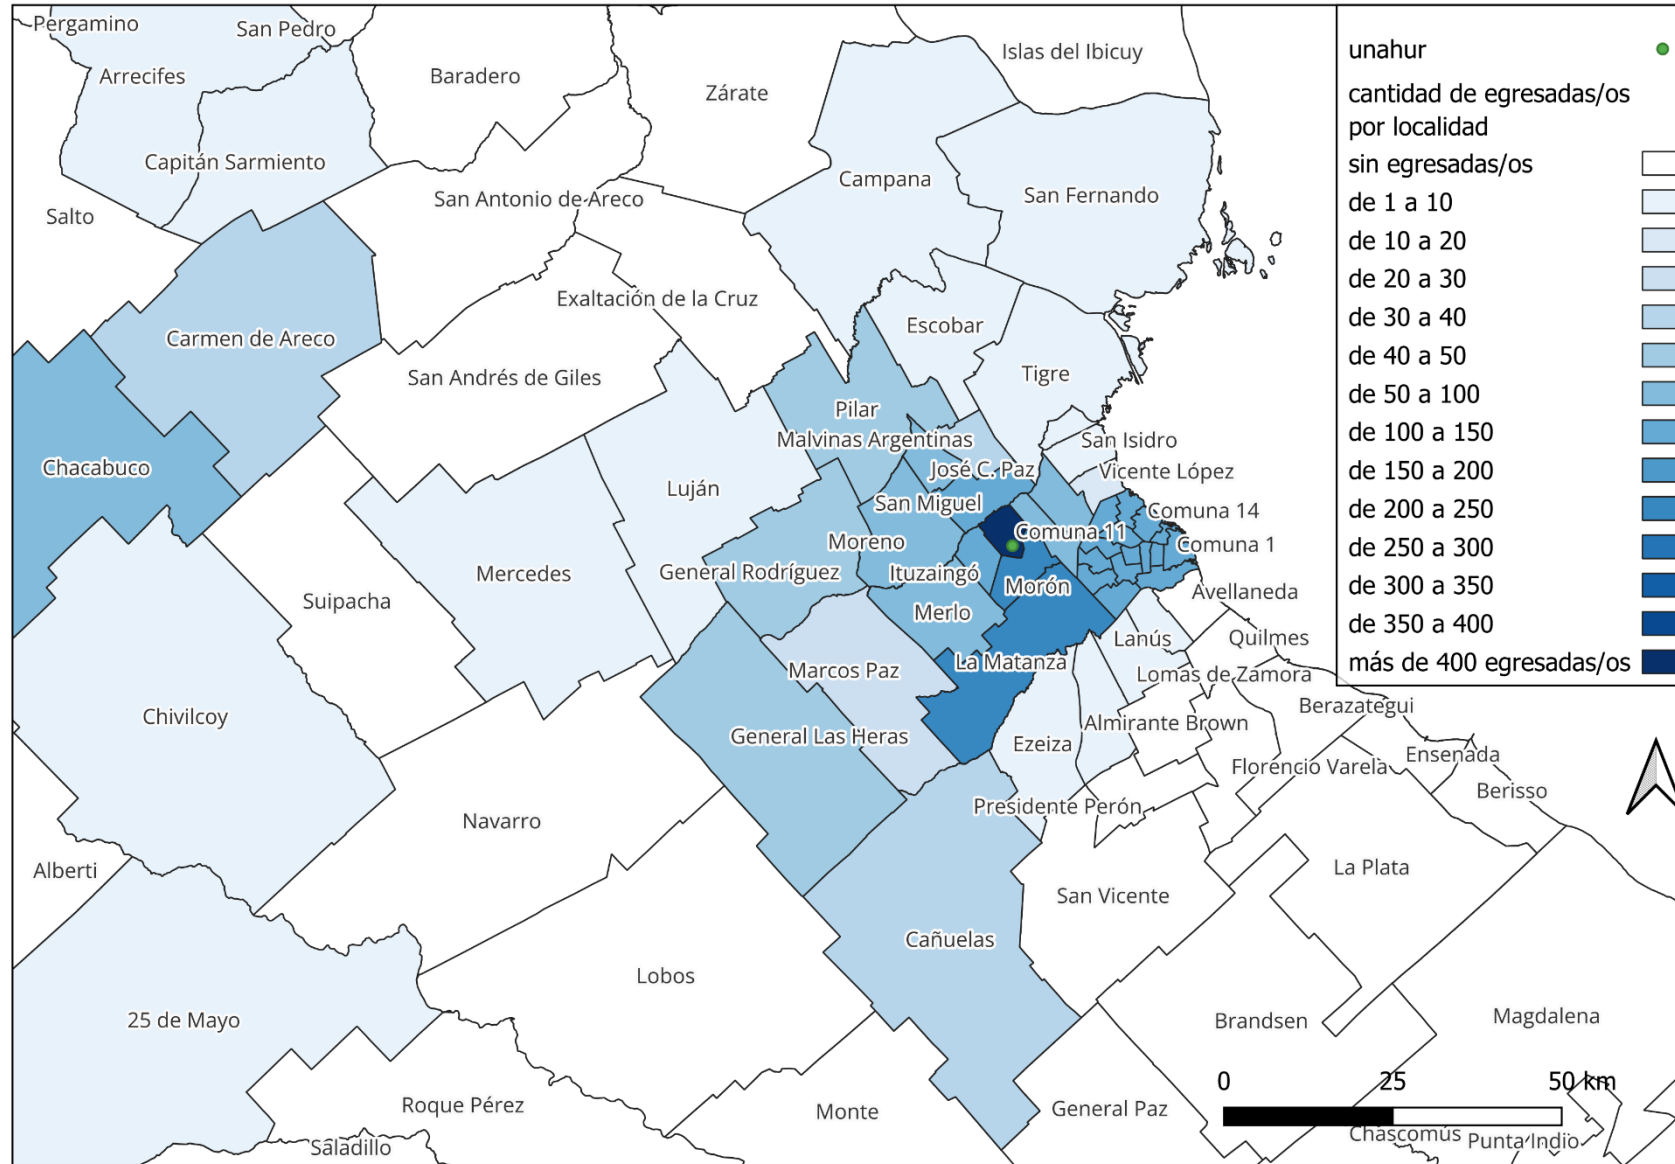 Pergamino
San Pedro
Arrecifes
Baradero
Zárate
Islas del Ibicuy
Capitán Sarmiento
San Antonio de Areco
Campana
San Fernando
Salto
Exaltación de la Cruz
Carmen de Areco
Escobar
San Andrés de Giles
Tigre
Pilar
Malvinas Argentinas
San Isidro
Chacabuco
José C. Paz
Vicente López
Luján
San Miguel
Comuna 14
Comuna 11
Moreno
Comuna 1
Mercedes
General Rodríguez
Ituzaingó
Morón
Suipacha
Merlo
Avellaneda
Lanús
Quilmes
Marcos Paz
La Matanza
Lomas de Zamora
Chivilcoy
General Las Heras
Ezeiza
Almirante Brown
Berazategui
Ensenada
Florencio Varela
Berisso
Navarro
Presidente Perón
Alberti
San Vicente
La Plata
Cañuelas
Lobos
25 de Mayo
Brandsen
Magdalena
Roque Pérez
Monte
General Paz
Saladillo
Chascomús
Punta Indio
unahur
cantidad de egresadas/os
por localidad
sin egresadas/os
de 1 a 10
de 10 a 20
de 20 a 30
de 30 a 40
de 40 a 50
de 50 a 100
de 100 a 150
de 150 a 200
de 200 a 250
de 250 a 300
de 300 a 350
de 350 a 400
más de 400 egresadas/os
0 25 50 km